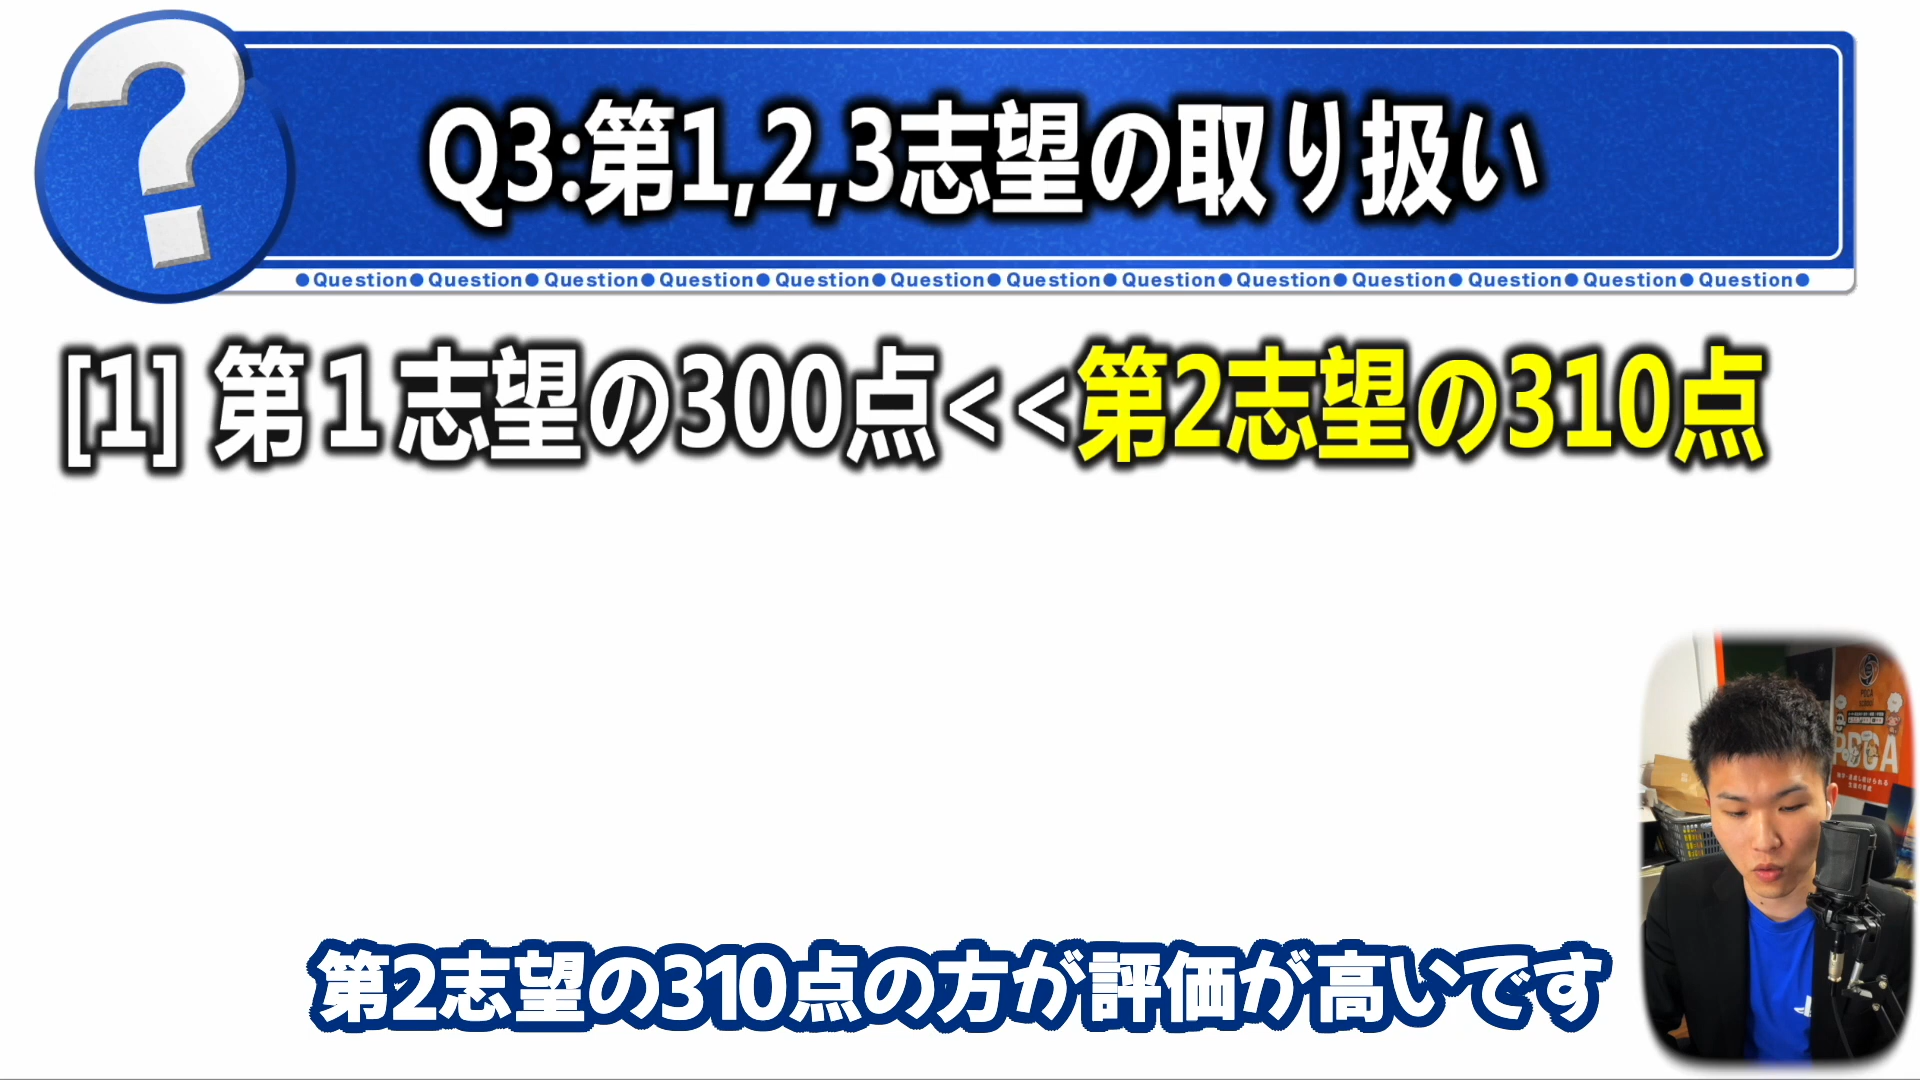 ?
Q3:第1,2,3志望の取り扱い
●Question●Question●Question●Question●Question●Question●Question●Question●Question●Question●Question●Question●Question●
[1] 第１志望の300点<<第2志望の310点
PECA
第2志望の310点の方が評価が高いです